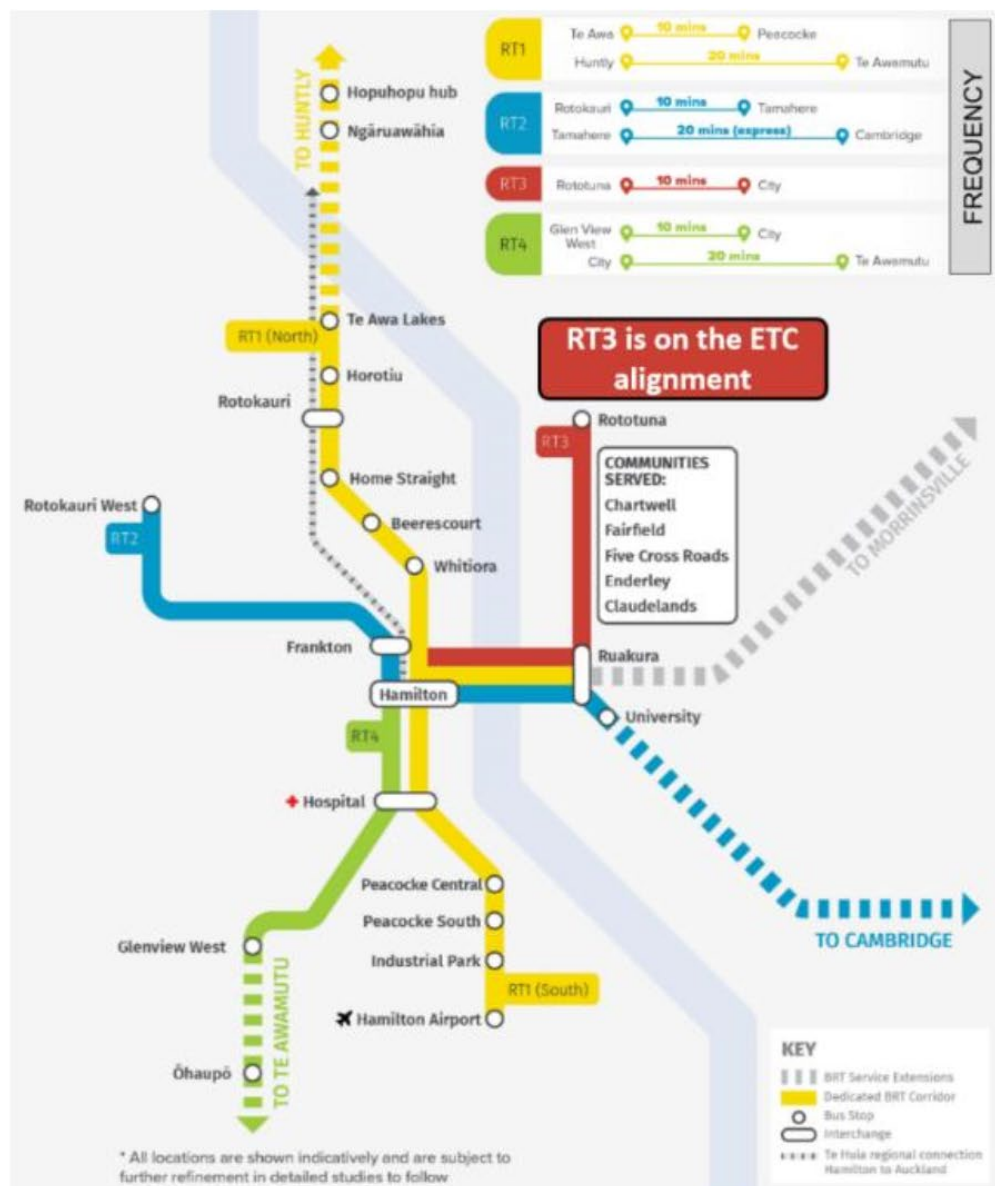 RT1
Te Awa 10 mins Peacocke
Huntly 20 mins Te Awamutu
RT2
Rotokauri 10 mins Tamahere
Tamahere 20 mins (express) Cambridge
RT3
Rototuna 10 mins City
RT4
Glen View
West
10 mins City
City 20 mins Te Awamutu
FREQUENCY
TO HUNTLY
Hopuhopu hub
Ngāruawāhia
Te Awa Lakes
RT1 (North)
Horotiu
Rotokauri
Home Straight
Beerescourt
Whitiora
Rotokauri West
RT2
Frankton
Hamilton
RT3 is on the ETC
alignment
Rototuna
RT3
COMMUNITIES
SERVED:
Chartwell
Fairfield
Five Cross Roads
Enderley
Claudelands
TO MORRINSVILLE
Ruakura
University
TO CAMBRIDGE
RT4
Hospital
Peacocke Central
Peacocke South
Industrial Park
RT1 (South)
Hamilton Airport
Glenview West
TO TE AWAMUTU
Ōhaupō
KEY
BRT Service Extensions
Dedicated BRT Corridor
Bus Stop
Interchange
Te Huia regional connection
Hamilton to Auckland
* All locations are shown indicatively and are subject to
further refinement in detailed studies to follow